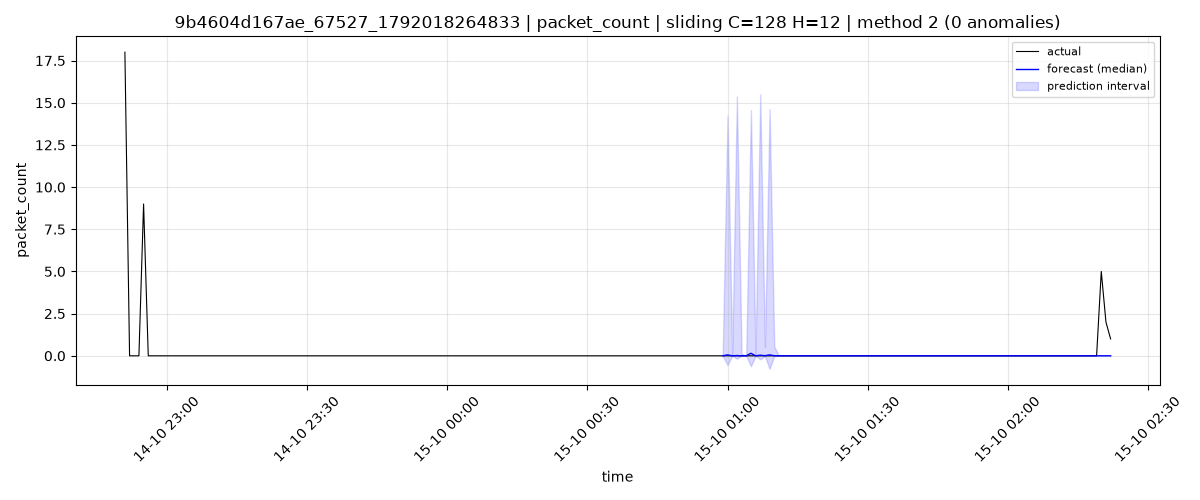 9b4604d167ae_67527_1792018264833 | packet_count | sliding C=128 H=12 | method 2 (0 anomalies)
actual
forecast (median)
prediction interval
packet_count
17.5
15.0
12.5
10.0
7.5
5.0
2.5
0.0
14-10 23:00
14-10 23:30
15-10 00:00
15-10 00:30
15-10 01:00
15-10 01:30
15-10 02:00
15-10 02:30
time